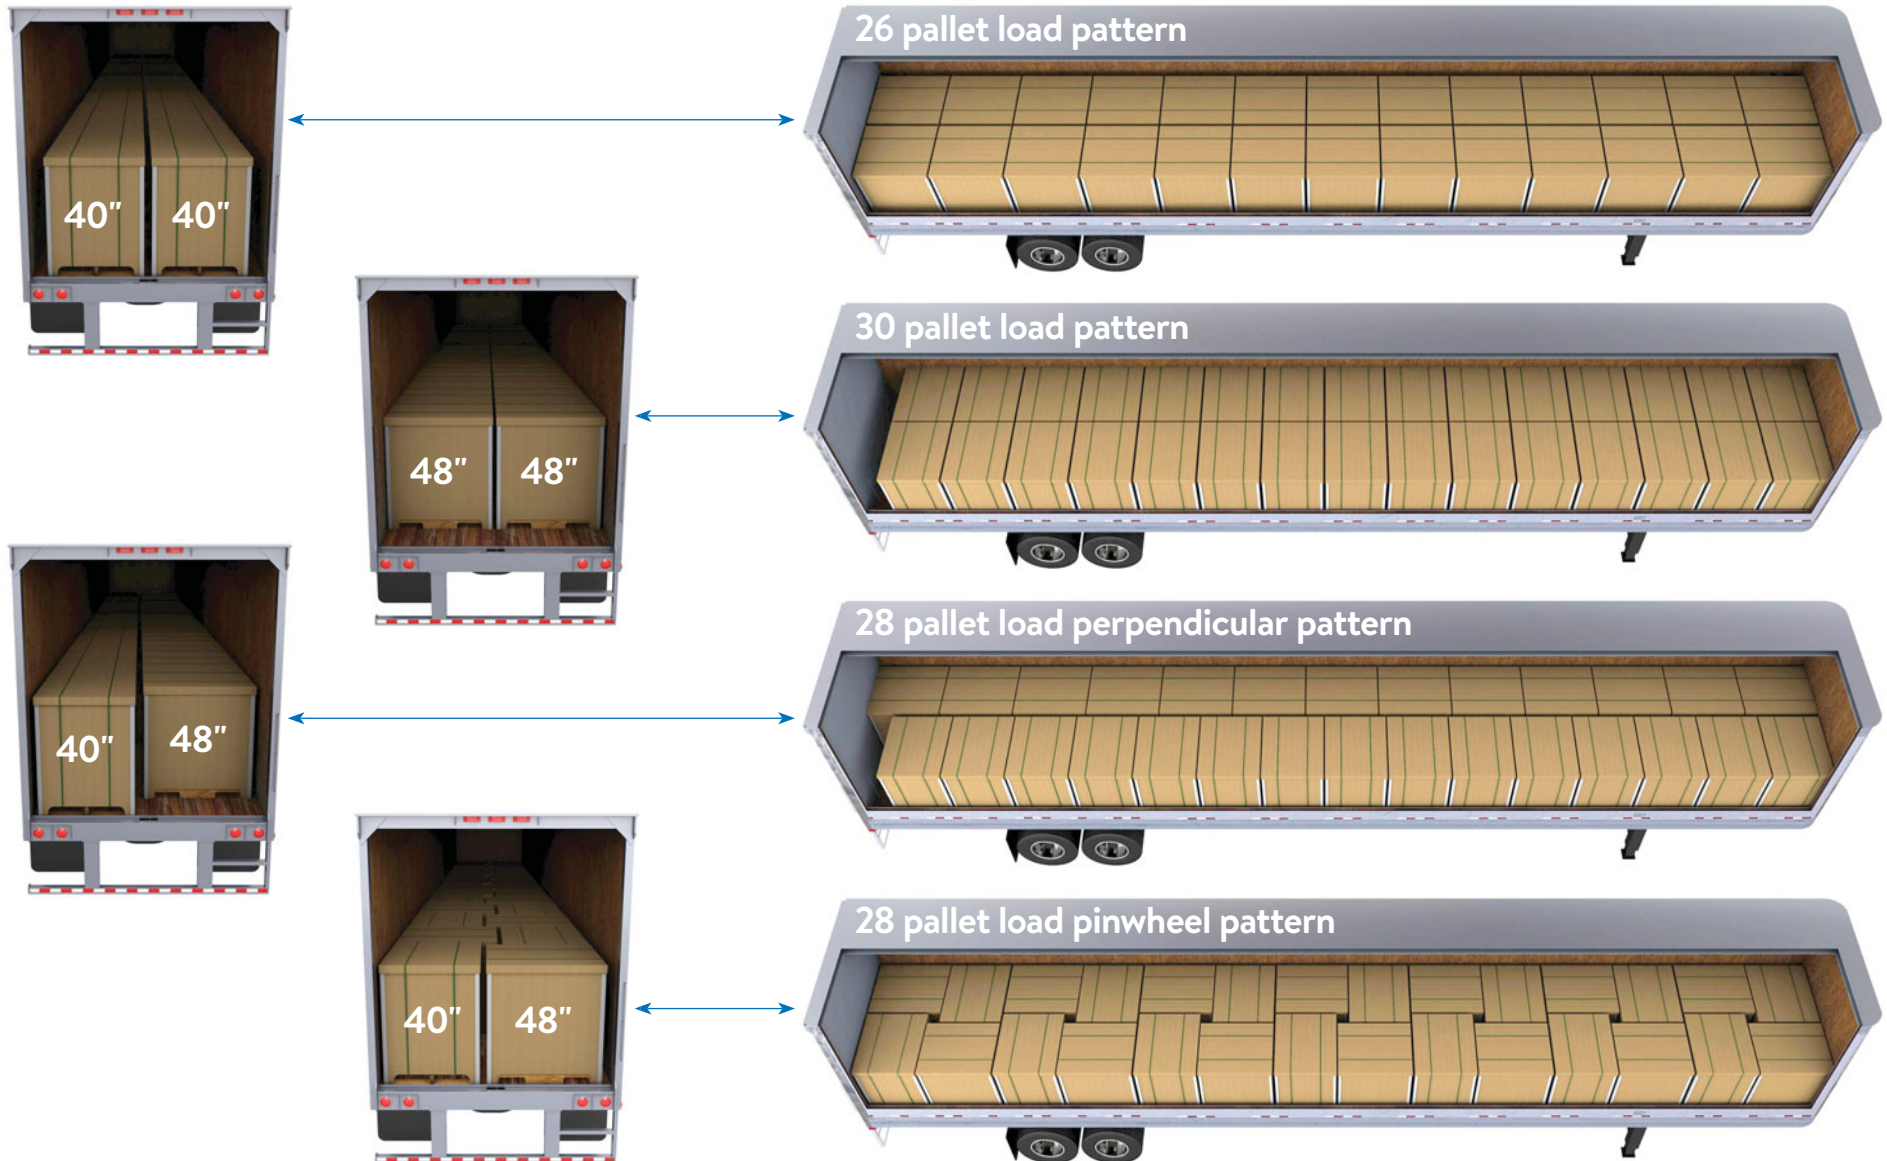 26 pallet load pattern
40" 40"
30 pallet load pattern
48" 48"
28 pallet load perpendicular pattern
40" 48"
28 pallet load pinwheel pattern
40" 48"